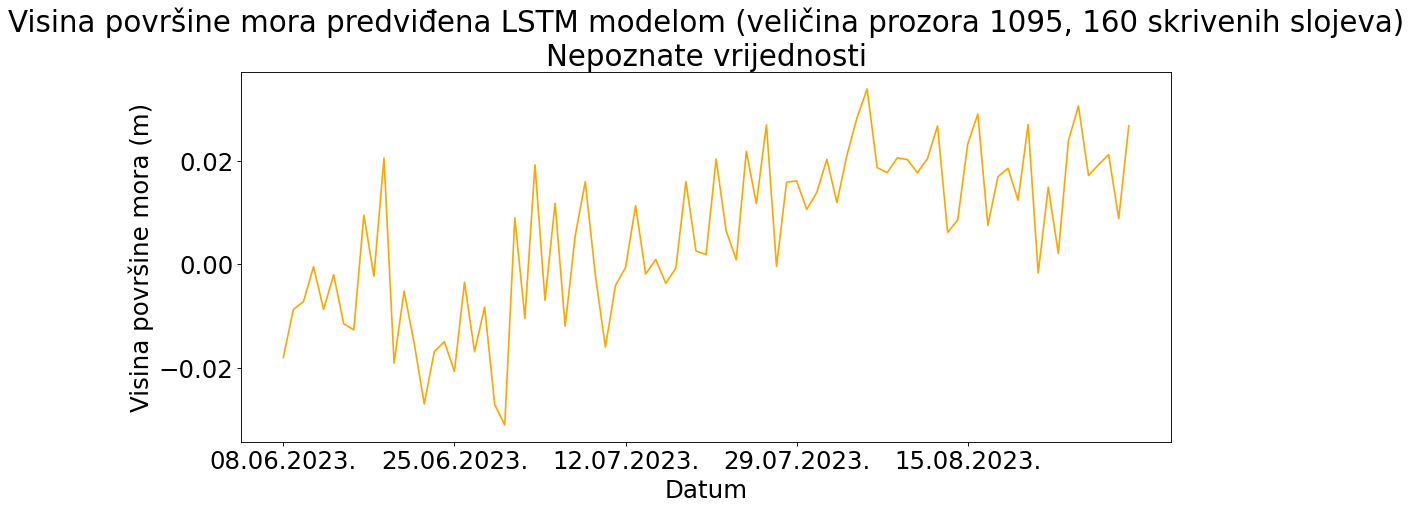 Visina površine mora predviđena LSTM modelom (veličina prozora 1095, 160 skrivenih slojeva)
Nepoznate vrijednosti
Visina površine mora (m)
0.02
0.00
−0.02
08.06.2023. 25.06.2023. 12.07.2023. 29.07.2023. 15.08.2023.
Datum